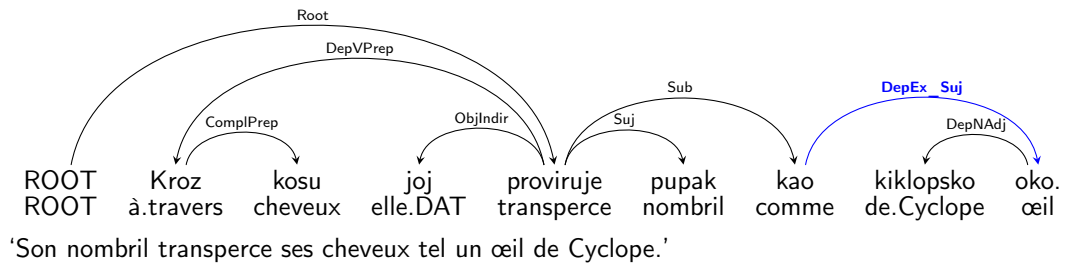 Root
DepVPrep
Sub
DepEx_Suj
ComplPrep
ObjIndir
Suj
DepNAdj
ROOT Kroz kosu joj proviruje pupak kao kiklopsko oko.
ROOT à.travers cheveux elle.DAT transperce nombril comme de.Cyclope œil
‘Son nombril transperce ses cheveux tel un œil de Cyclope.’